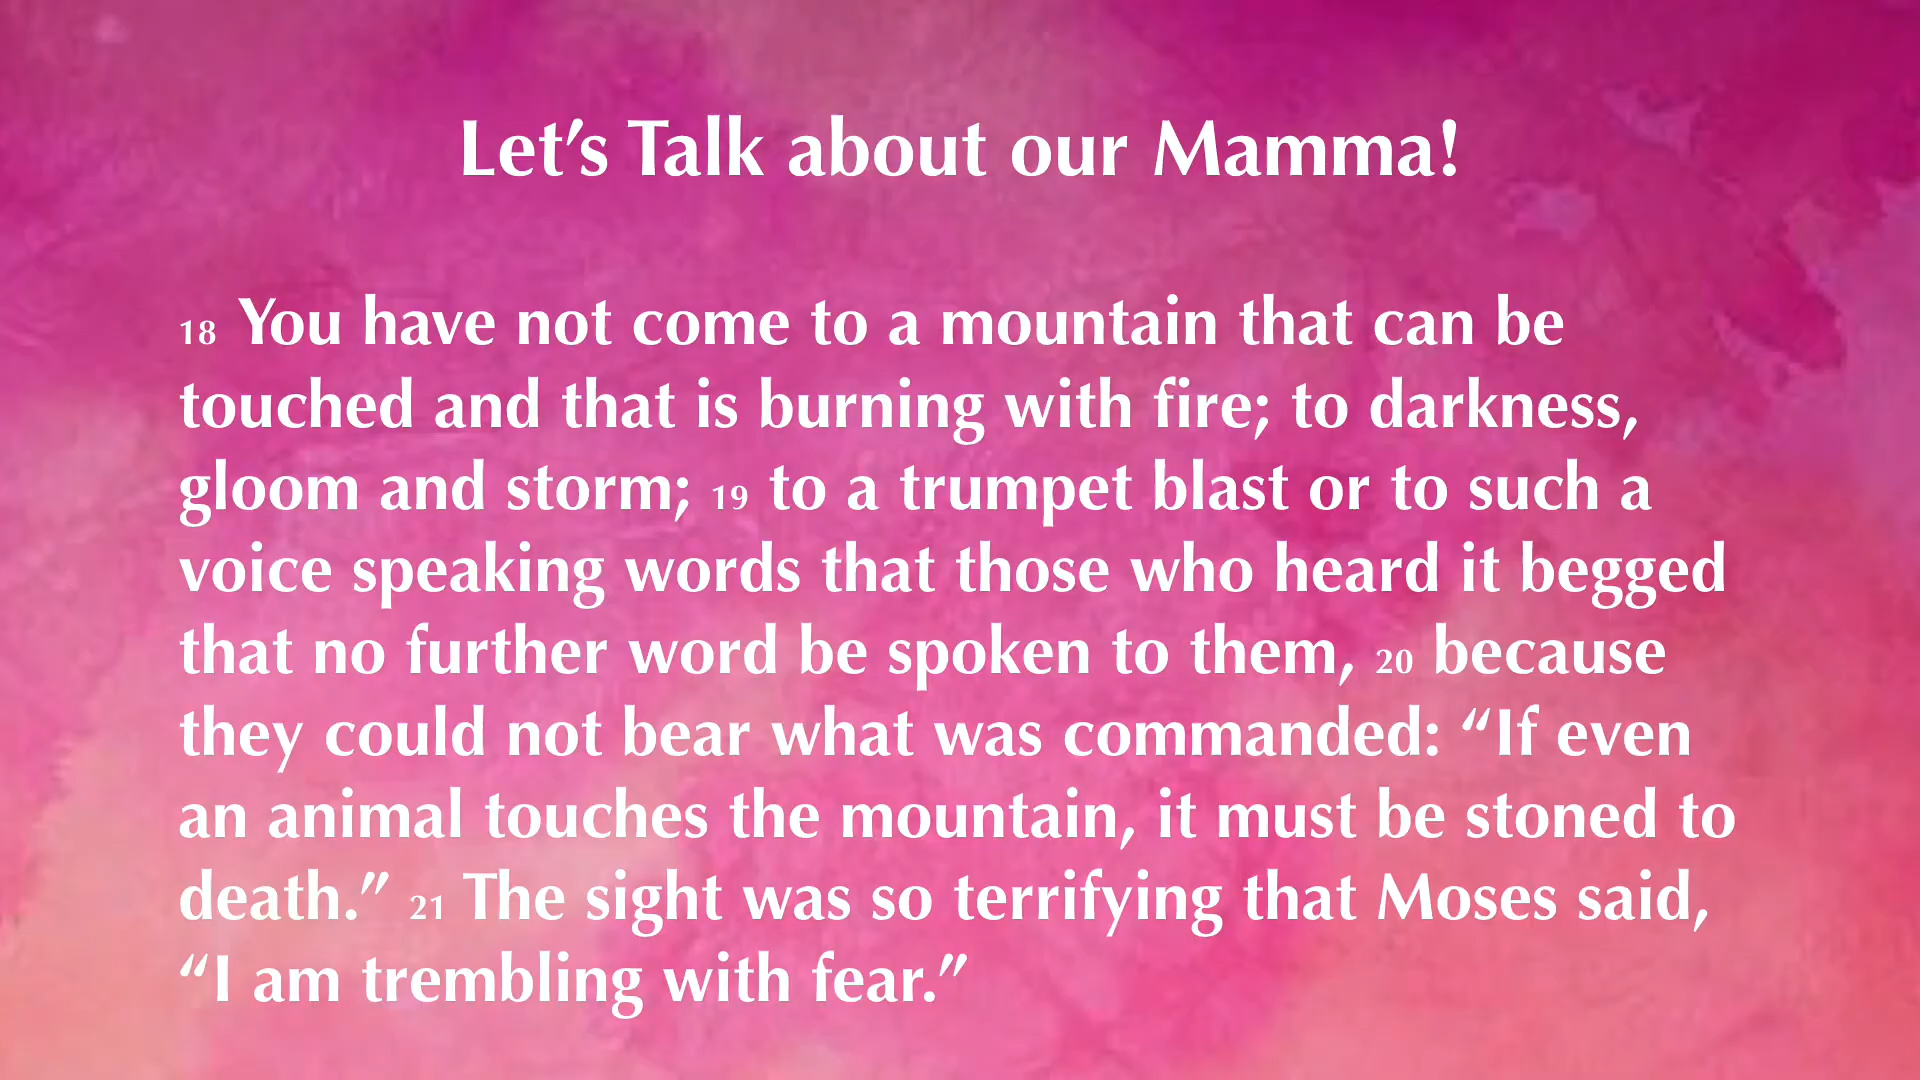 Let’s Talk about our Mamma!
18 You have not come to a mountain that can be
touched and that is burning with fire; to darkness,
gloom and storm; 19 to a trumpet blast or to such a
voice speaking words that those who heard it begged
that no further word be spoken to them, 20 because
they could not bear what was commanded: “If even
an animal touches the mountain, it must be stoned to
death.” 21 The sight was so terrifying that Moses said,
“I am trembling with fear.”